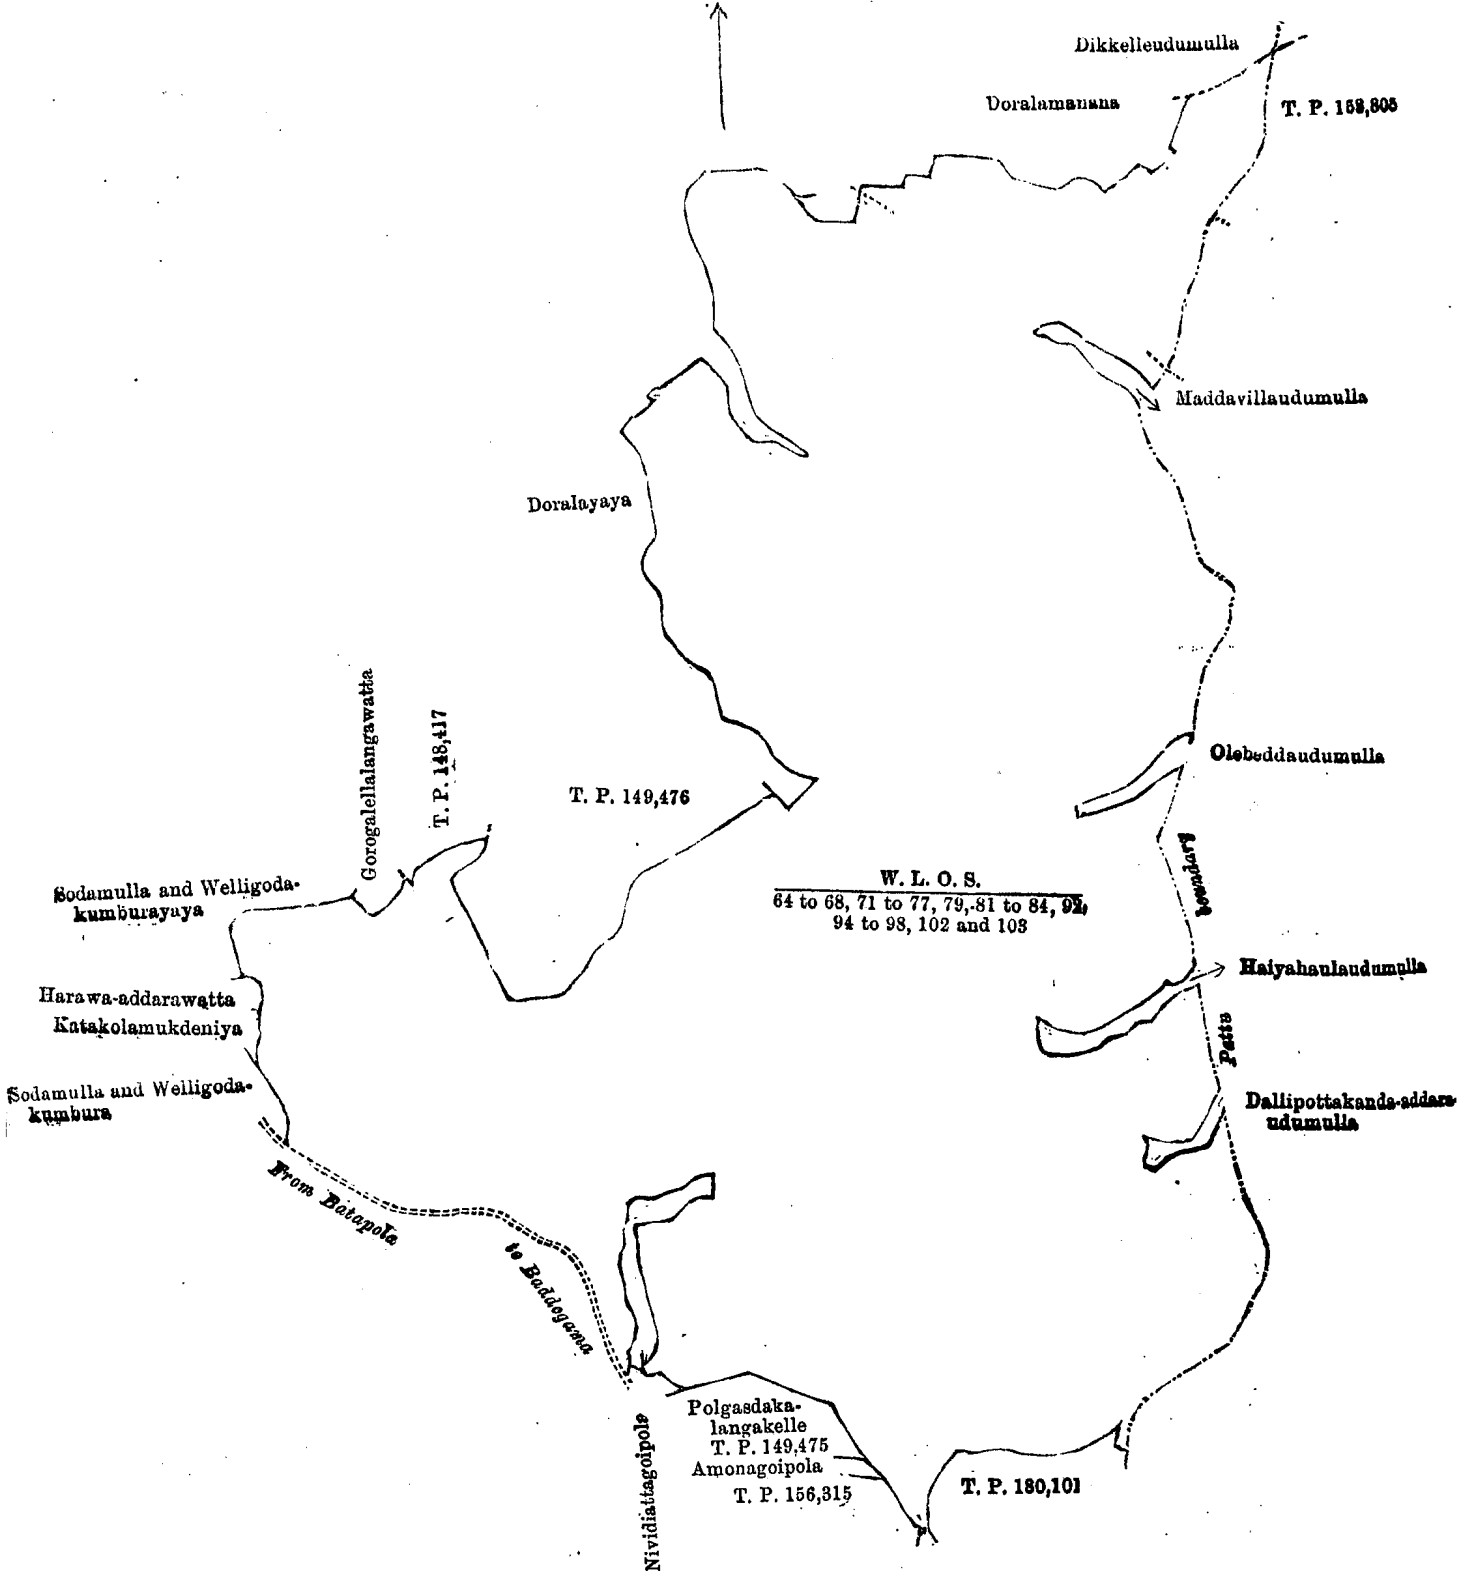 Dikkelleudumulla
Doralamanana
T. P. 158,805
Maddavillaudumulla
Doralayaya
Olebeddaudumulla
Gorogalellalangawatta
T. P. 148,417
T. P. 149,476
Sodamulla and Welligoda-
kumburayaya
W. L. O. S.
64 to 68, 71 to 77, 79, 81 to 84, 92,
94 to 98, 102 and 103
boundary
Haiyahaulaudumulla
Harawa-addarawatta
Katakolamukdeniya
Pattu
Sodamulla and Welligoda-
kumbura
Dallipottakanda-addara-
udumulla
From Batapola
to Baddegama
Nividiattagoipola
Polgasdaka-
langakelle
T. P. 149,475
Amonagoipola
T. P. 156,315
T. P. 180,101